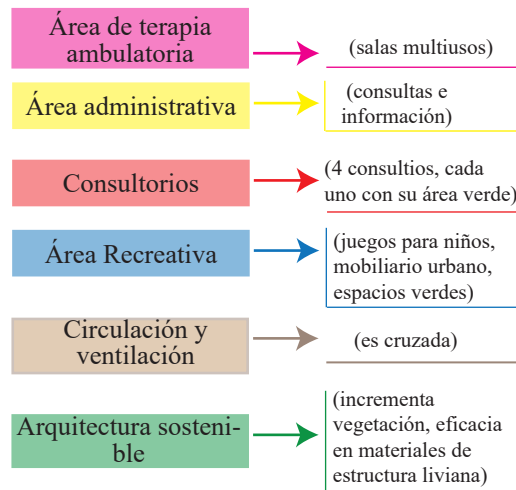 Área de terapia
ambulatoria
(salas multiusos)
Área administrativa
(consultas e
información)
Consultorios
(4 consultios, cada
uno con su área verde)
Área Recreativa
(juegos para niños,
mobiliario urbano,
espacios verdes)
Circulación y
ventilación
(es cruzada)
Arquitectura sosteni-
ble
(incrementa
vegetación, eficacia
en materiales de
estructura liviana)